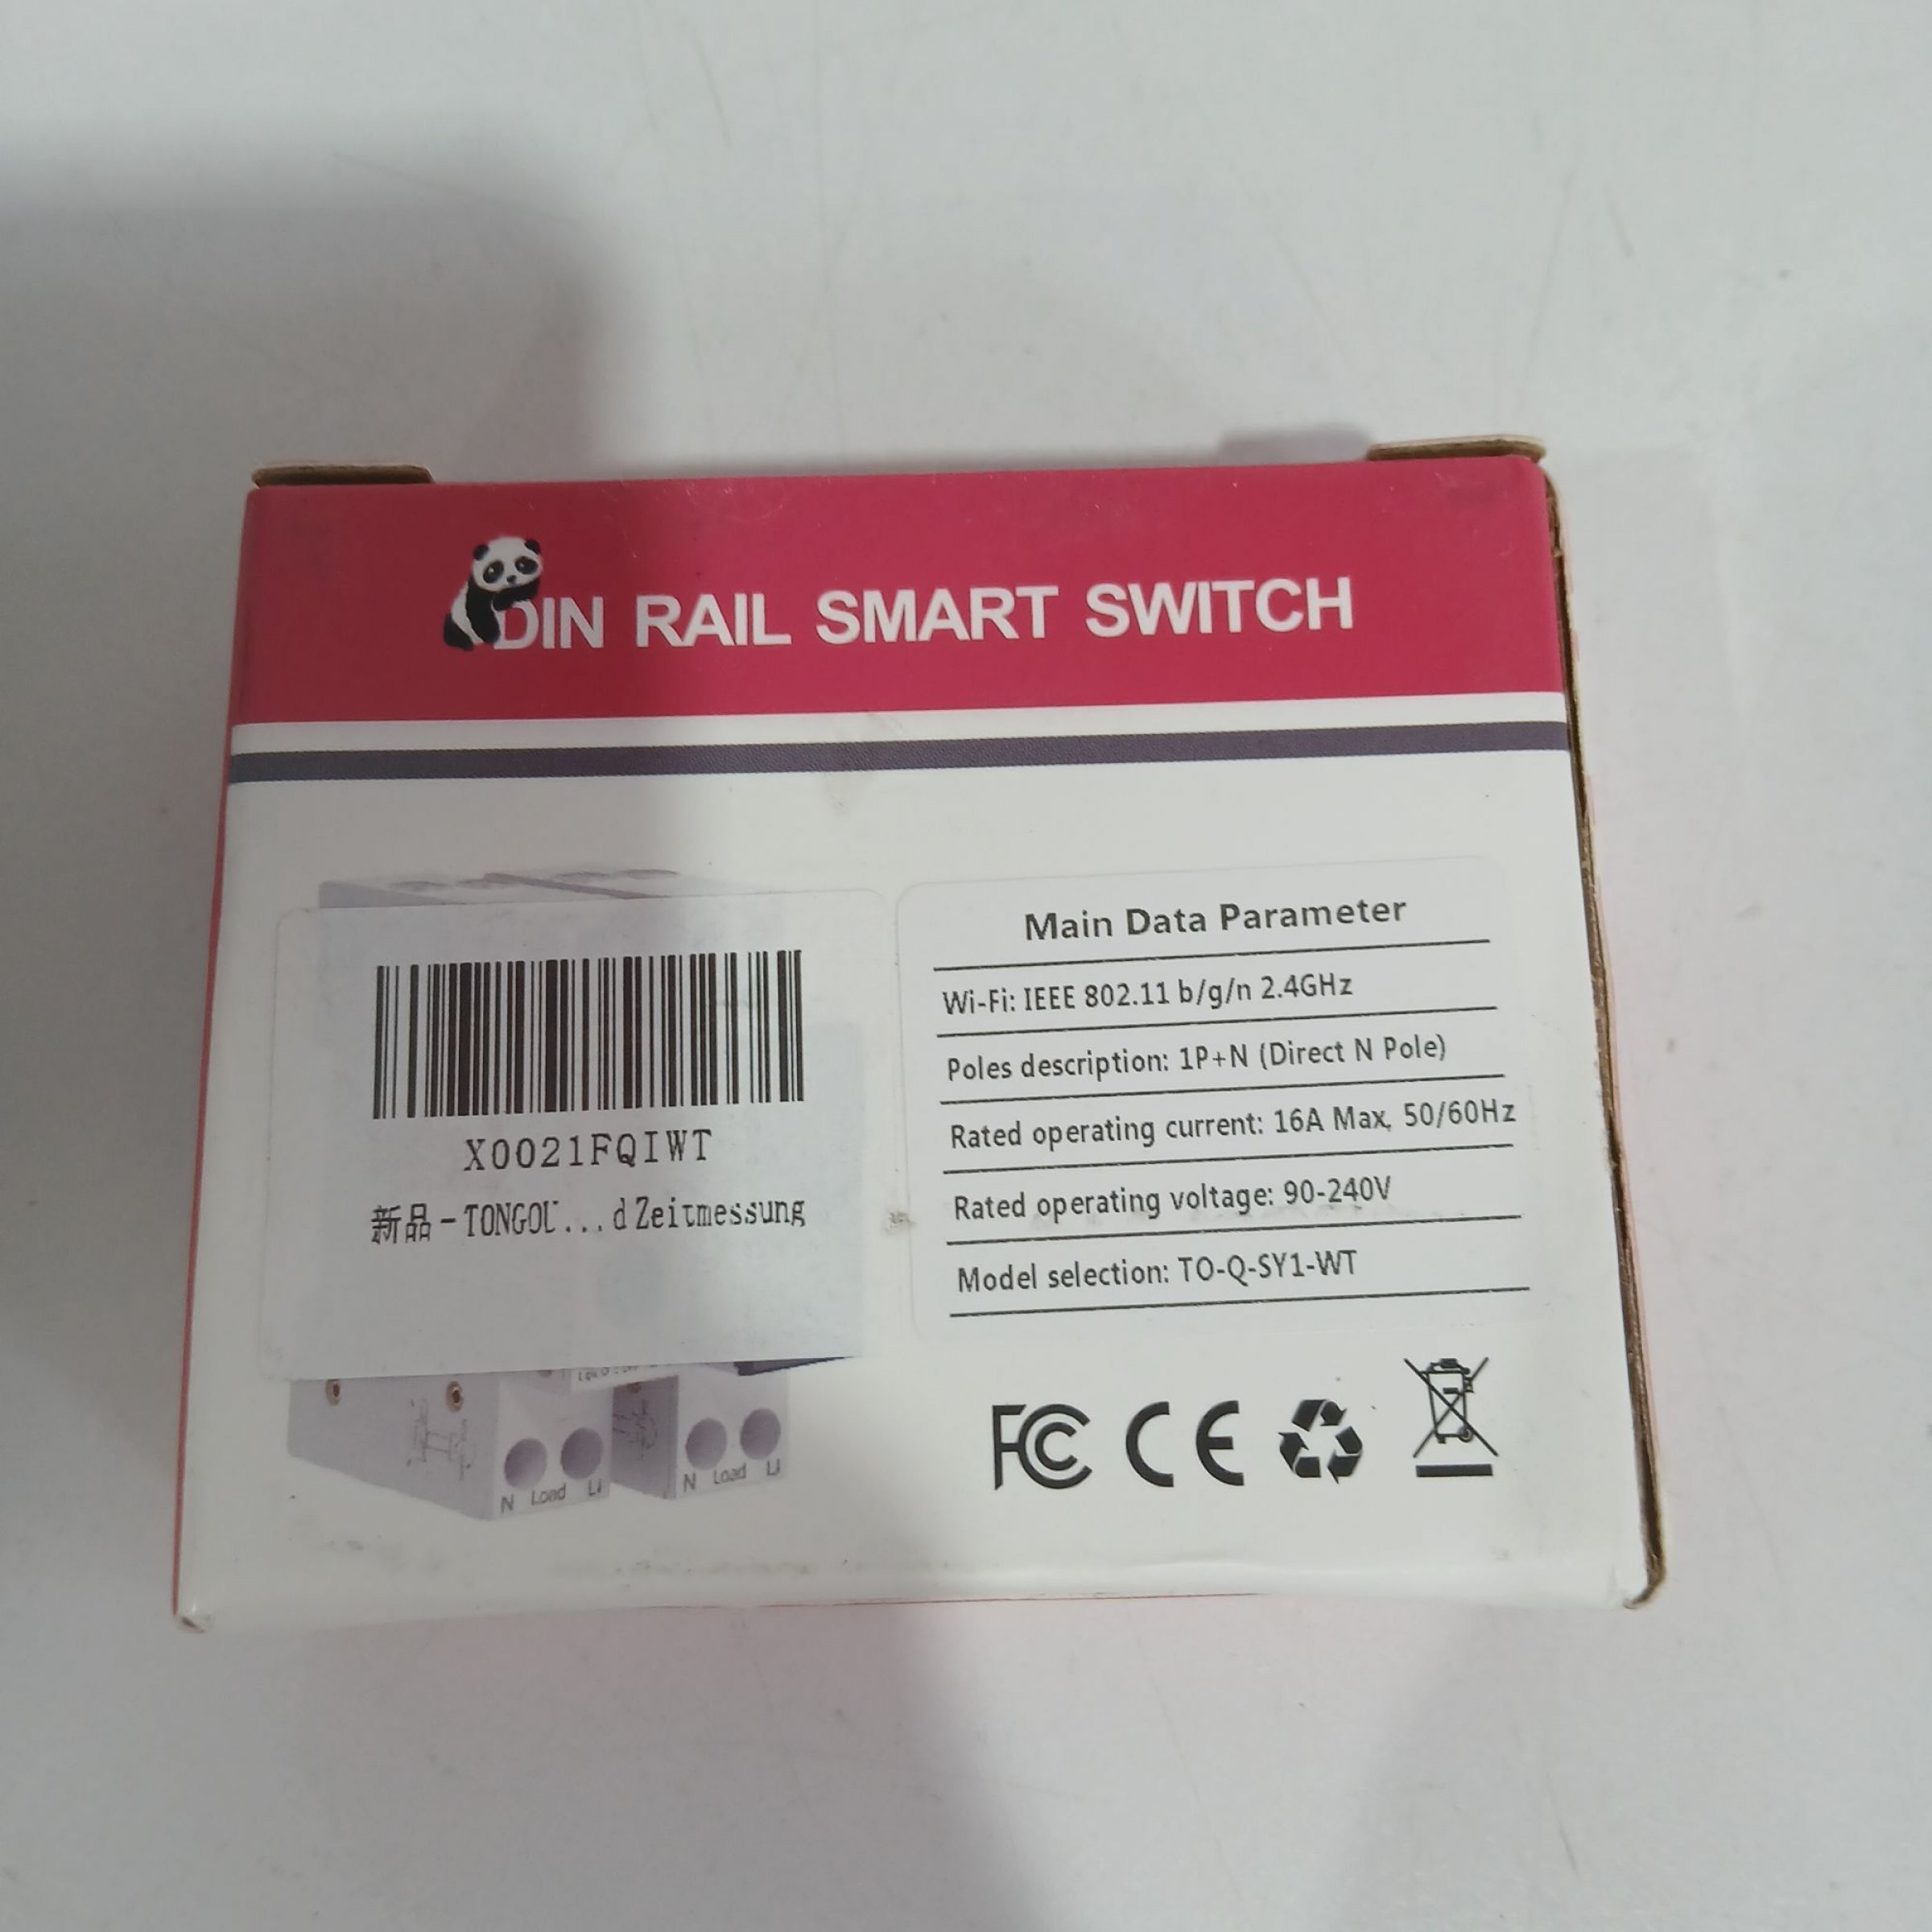 DIN RAIL SMART SWITCH
X0021FQIWT
新品 - TONGOU...d Zeitmessung
Main Data Parameter
Wi-Fi: IEEE 802.11 b/g/n 2.4GHz
Poles description: 1P+N (Direct N Pole)
Rated operating current: 16A Max, 50/60Hz
Rated operating voltage: 90-240V
Model selection: TO-Q-SY1-WT
N Load Li
N Load Li
FC CE